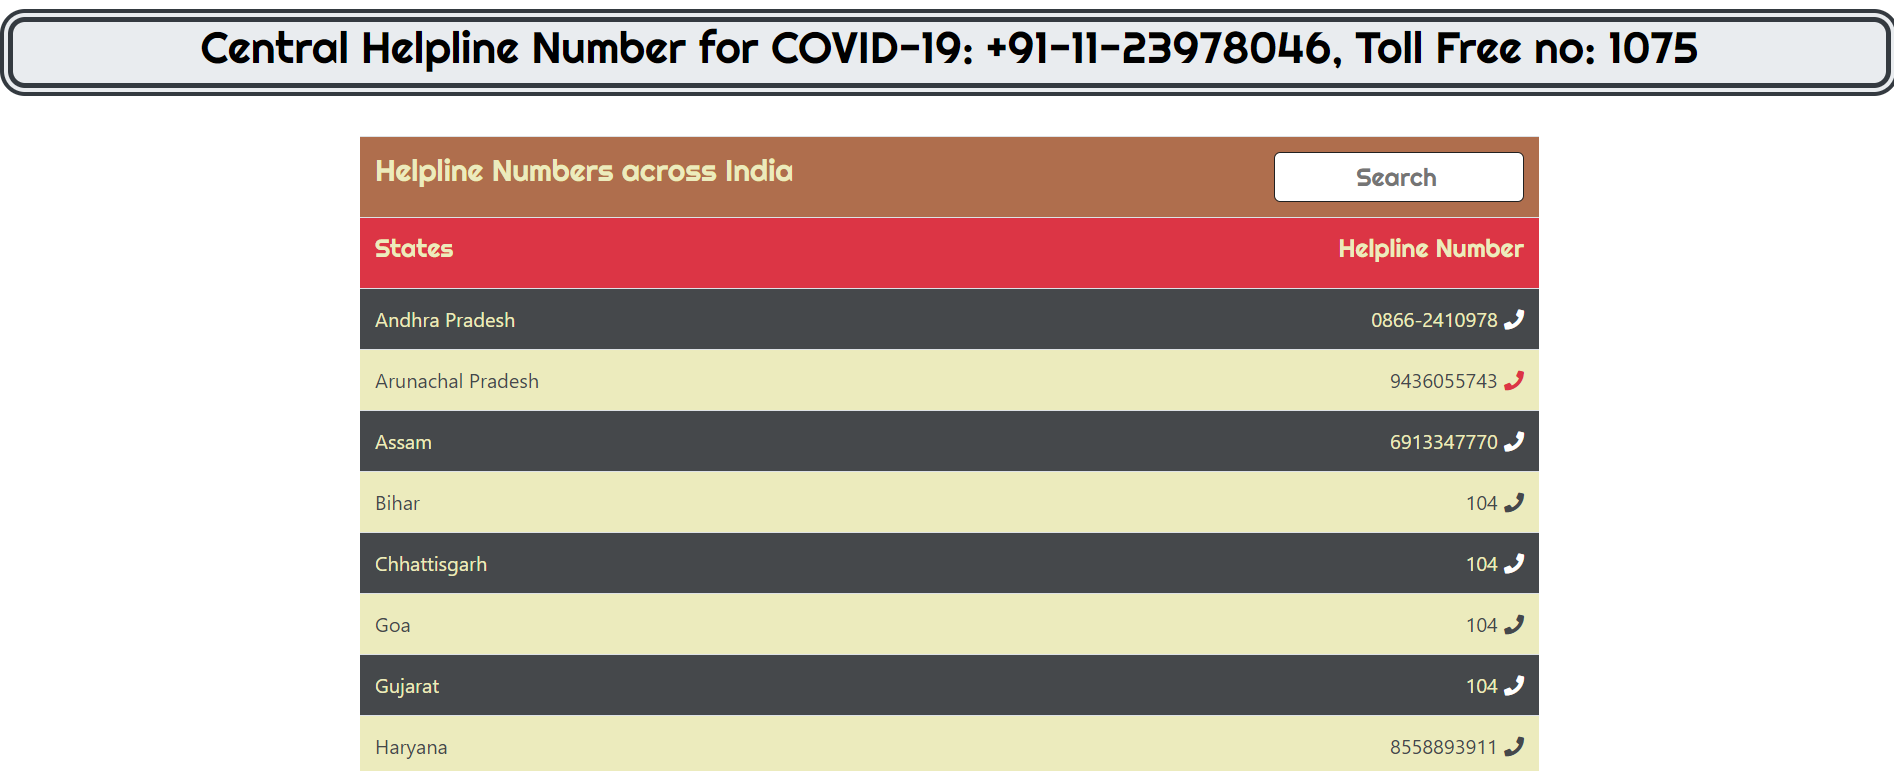 Central Helpline Number for COVID-19: +91-11-23978046, Toll Free no: 1075
Helpline Numbers across India Search
States Helpline Number
Andhra Pradesh 0866-2410978
Arunachal Pradesh 9436055743
Assam 6913347770
Bihar 104
Chhattisgarh 104
Goa 104
Gujarat 104
Haryana 8558893911